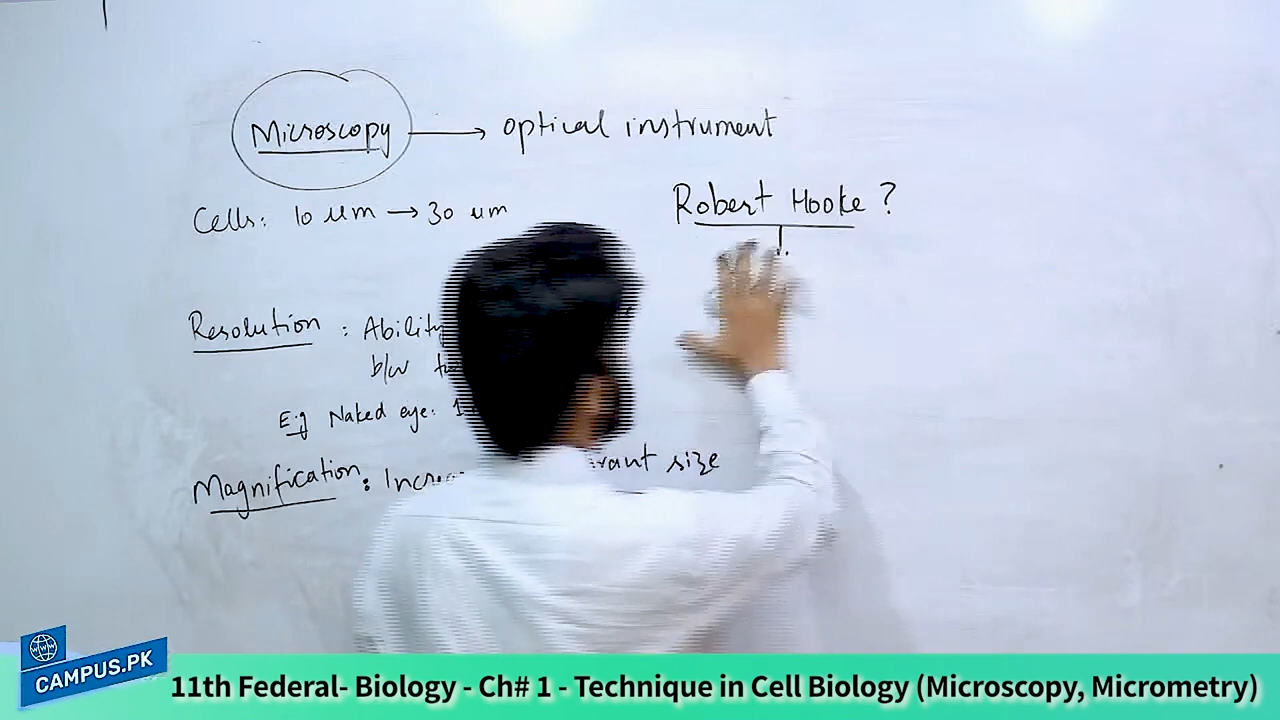 Microscopy → optical instrument
Robert Hooke ?
Cells: 10 um → 30 um
Resolution : Ability
b/w
E.g Naked eye: 1
Magnification : Incre
size
CAMPUS.PK
11th Federal- Biology - Ch# 1 - Technique in Cell Biology (Microscopy, Micrometry)